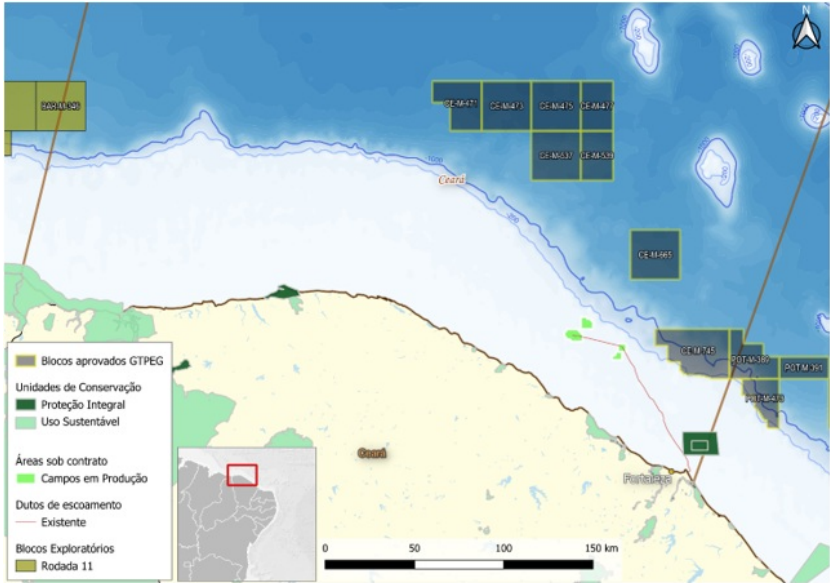 N
BAR-M-346
CE-M-471
CE-M-473
CE-M-475
CE-M-477
CE-M-537
CE-M-539
Ceará
CE-M-665
CE-M-745
POT-M-389
POT-M-391
POT-M-473
Ceará
Fortaleza
Blocos aprovados GTPEG
Unidades de Conservação
Proteção Integral
Uso Sustentável
Áreas sob contrato
Campos em Produção
Dutos de escoamento
Existente
Blocos Exploratórios
Rodada 11
0 50 100 150 km